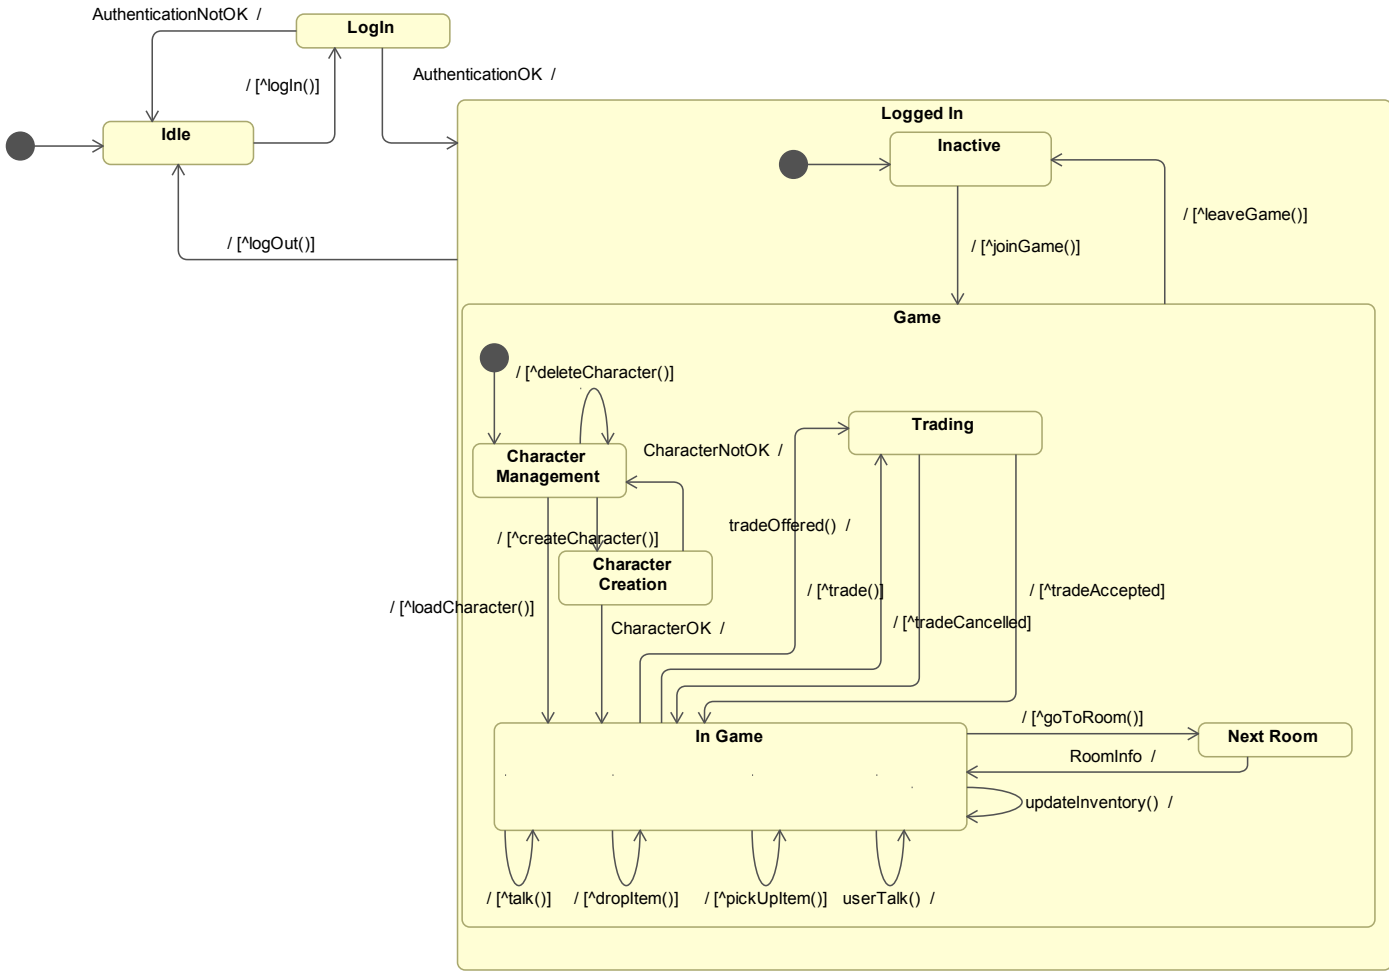 AuthenticationNotOK /
LogIn
/ [^logIn()]
AuthenticationOK /
Idle
/ [^logOut()]
Logged In
Inactive
/ [^leaveGame()]
/ [^joinGame()]
Game
/ [^deleteCharacter()]
Character
Management
CharacterNotOK /
Trading
tradeOffered() /
/ [^createCharacter()]
Character
Creation
/ [^loadCharacter()]
CharacterOK /
/ [^trade()]
/ [^tradeCancelled]
/ [^tradeAccepted]
In Game
/ [^goToRoom()]
Next Room
RoomInfo /
updateInventory() /
/ [^talk()]
/ [^dropItem()]
/ [^pickUpItem()]
userTalk() /